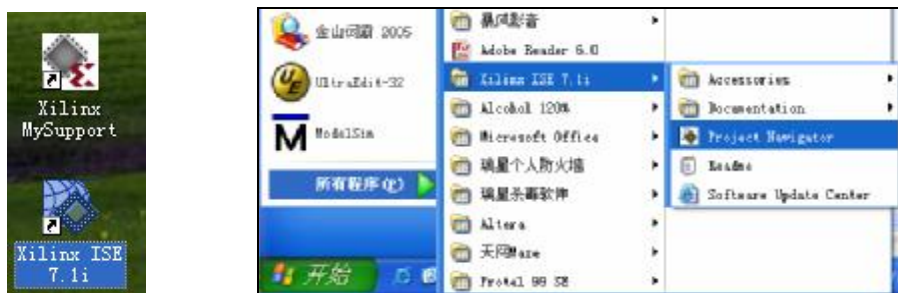 Xilinx
MySupport
Xilinx ISE
7.1i
金山词霸 2005
UltraEdit-32
ModelSim
所有程序(P)
开始
暴风影音
Adobe Reader 6.0
Xilinx ISE 7.1i
Alcohol 120%
Microsoft Office
瑞星个人防火墙
瑞星杀毒软件
Altera
天网Maze
Protel 99 SE
Accessories
Documentation
Project Navigator
Readme
Software Update Center